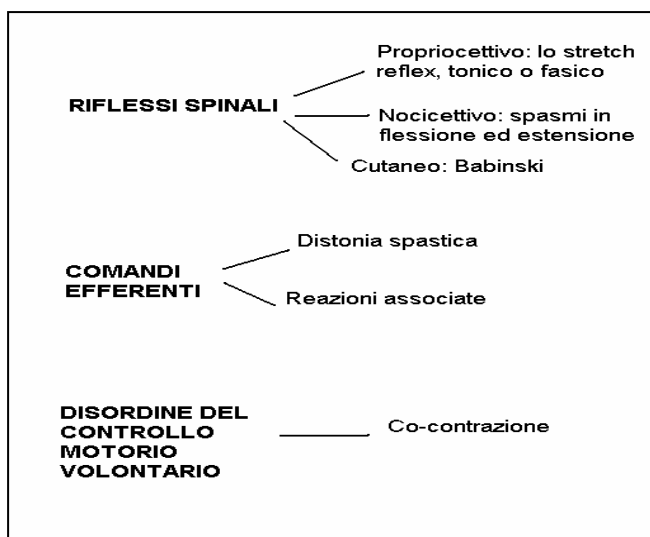 Propriocettivo: lo stretch
reflex, tonico o fasico
RIFLESSI SPINALI
Nocicettivo: spasmi in
flessione ed estensione
Cutaneo: Babinski
Distonia spastica
COMANDI
EFFERENTI
Reazioni associate
DISORDINE DEL
CONTROLLO
MOTORIO
VOLONTARIO
Co-contrazione